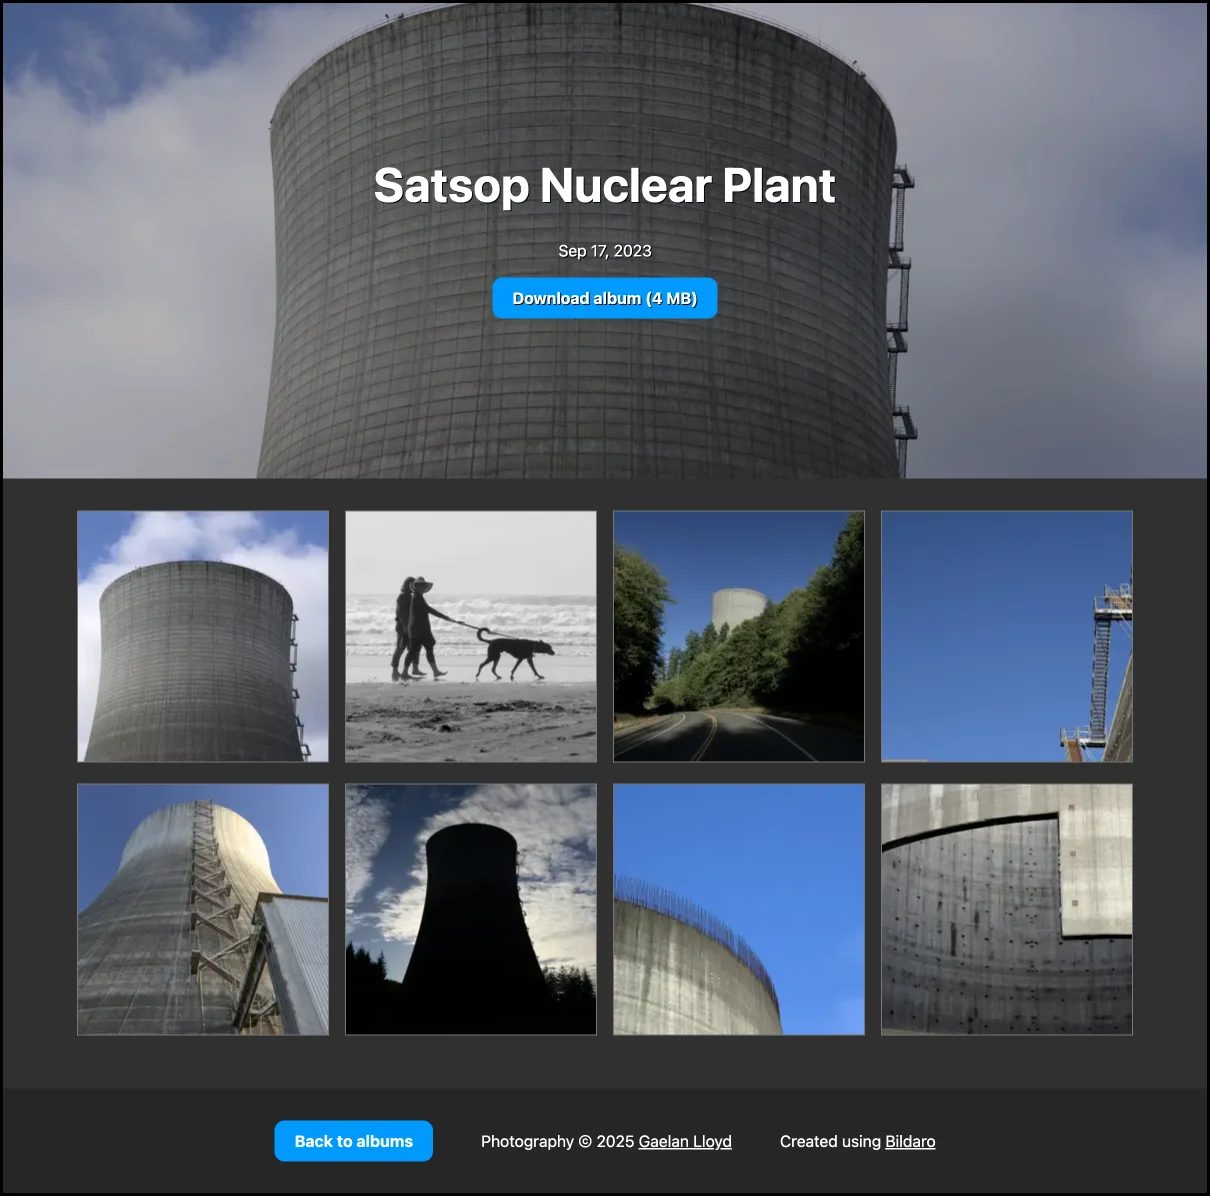 Satsop Nuclear Plant
Sep 17, 2023
Download album (4 MB)
Back to albums
Photography © 2025 Gaelan Lloyd
Created using Bildaro